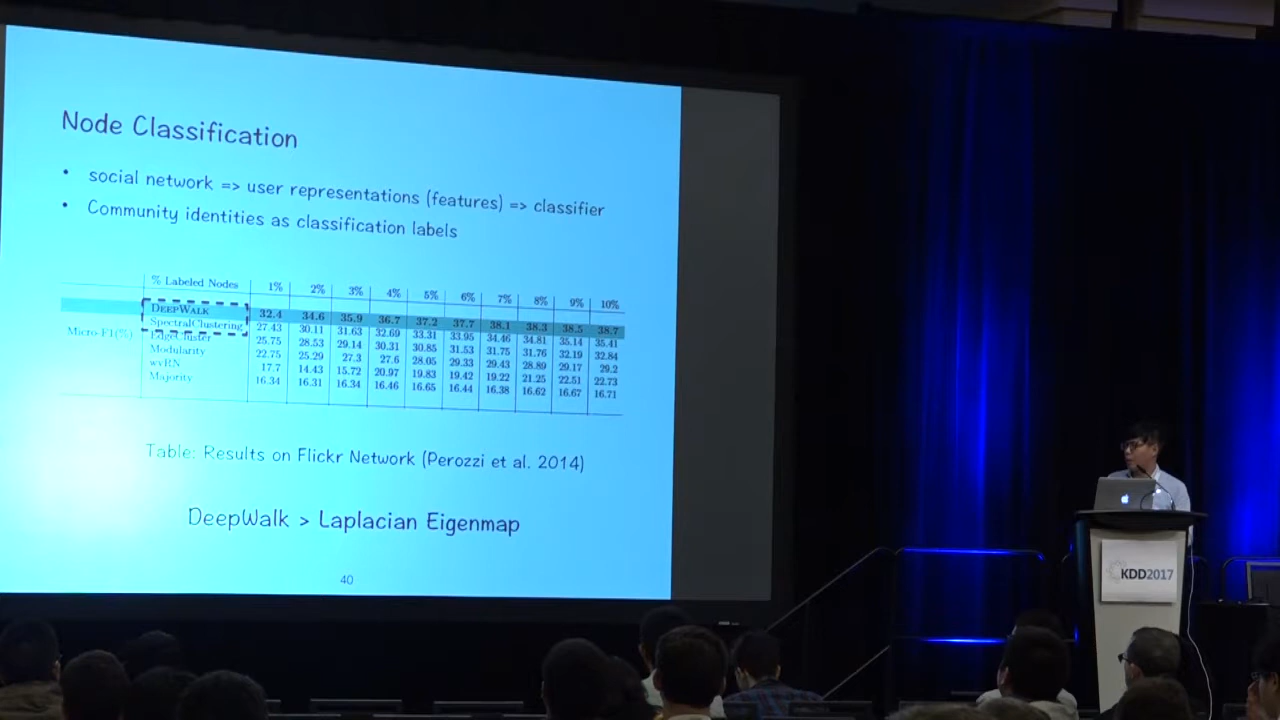 Node Classification
• social network => user representations (features) => classifier
• Community identities as classification labels
% Labeled Nodes 1% 2% 3% 4% 5% 6% 7% 8% 9% 10%
DEEPWALK 32.4 34.6 35.9 36.7 37.2 37.7 38.1 38.3 38.5 38.7
SpectralClustering 27.43 30.11 31.63 32.69 33.31 33.95 34.46 34.81 35.14 35.41
Micro-F1(%) EdgeCluster 25.75 28.53 29.14 30.31 30.85 31.53 31.75 31.76 32.19 32.84
Modularity 22.75 25.29 27.3 27.6 28.05 29.33 29.43 28.89 29.17 29.2
wvRN 17.7 14.43 15.72 20.97 19.83 19.42 19.22 21.25 22.51 22.73
Majority 16.34 16.31 16.34 16.46 16.65 16.44 16.38 16.62 16.67 16.71
Table: Results on Flickr Network (Perozzi et al. 2014)
DeepWalk > Laplacian Eigenmap
40
KDD2017